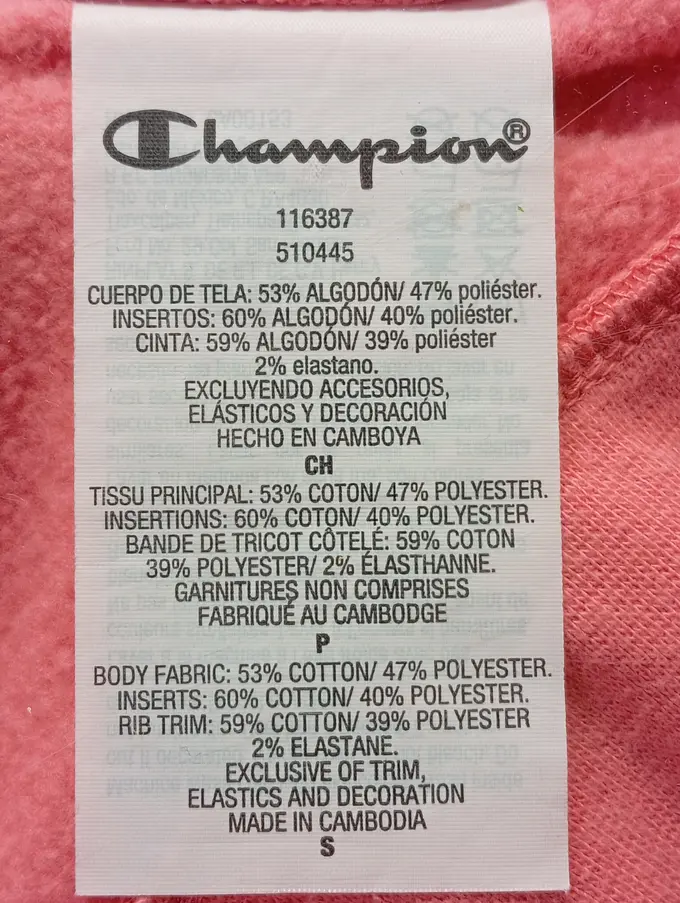 Champion®
116387
510445
CUERPO DE TELA: 53% ALGODÓN/ 47% poliéster.
INSERTOS: 60% ALGODÓN/ 40% poliéster.
CINTA: 59% ALGODÓN/ 39% poliéster
2% elastano.
EXCLUYENDO ACCESORIOS,
ELÁSTICOS Y DECORACIÓN
HECHO EN CAMBOYA
CH
TISSU PRINCIPAL: 53% COTON/ 47% POLYESTER.
INSERTIONS: 60% COTON/ 40% POLYESTER.
BANDE DE TRICOT CÔTELÉ: 59% COTON
39% POLYESTER/ 2% ÉLASTHANNE.
GARNITURES NON COMPRISES
FABRIQUÉ AU CAMBODGE
P
BODY FABRIC: 53% COTTON/ 47% POLYESTER.
INSERTS: 60% COTTON/ 40% POLYESTER.
RIB TRIM: 59% COTTON/ 39% POLYESTER
2% ELASTANE.
EXCLUSIVE OF TRIM,
ELASTICS AND DECORATION
MADE IN CAMBODIA
S